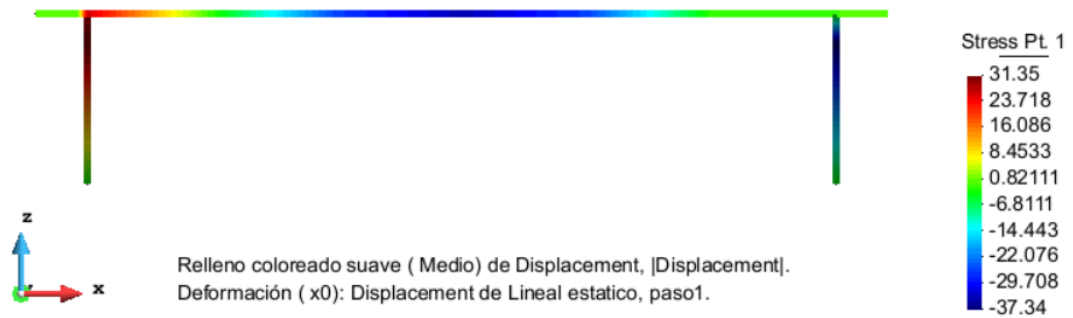 Stress Pt. 1
31.35
23.718
16.086
8.4533
0.82111
-6.8111
-14.443
-22.076
-29.708
-37.34
z
x
Relleno coloreado suave ( Medio) de Displacement, |Displacement|.
Deformación ( x0): Displacement de Lineal estatico, paso1.